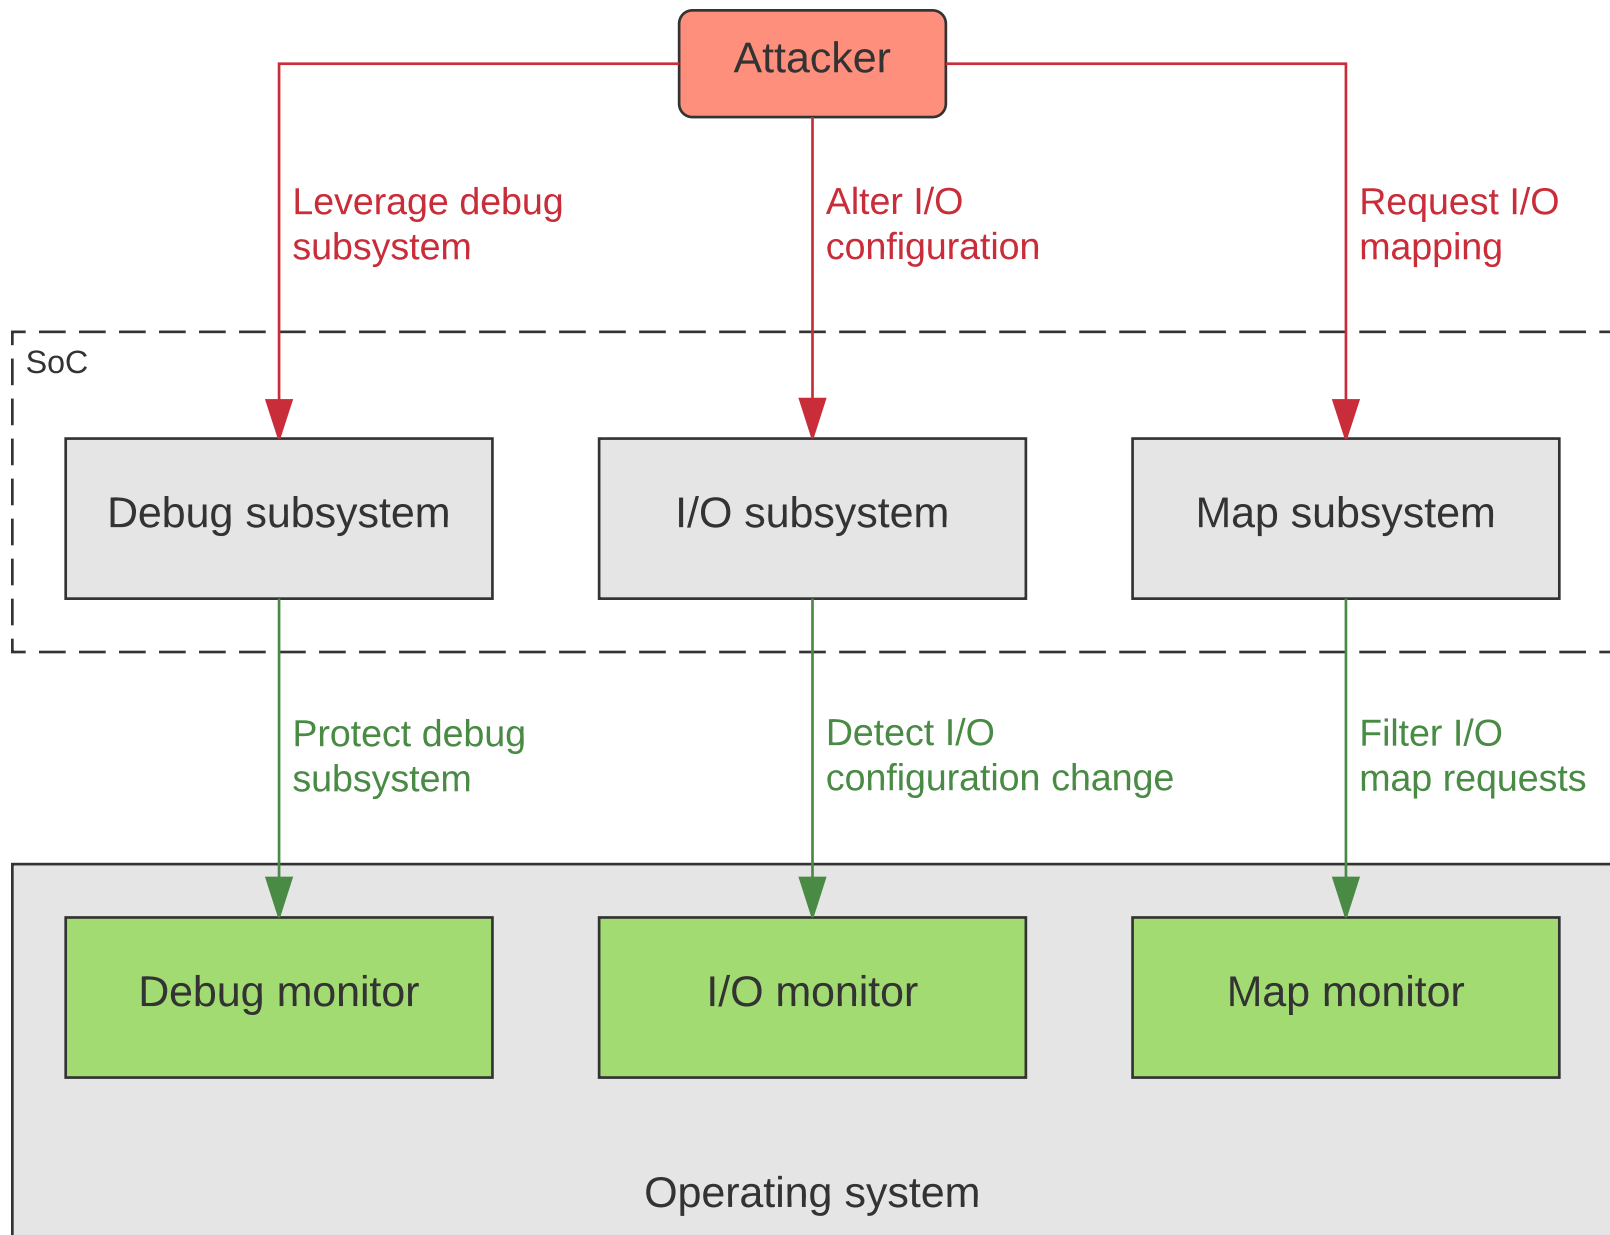 Attacker
Leverage debug
subsystem
Alter I/O
configuration
Request I/O
mapping
SoC
Debug subsystem
I/O subsystem
Map subsystem
Protect debug
subsystem
Detect I/O
configuration change
Filter I/O
map requests
Debug monitor
I/O monitor
Map monitor
Operating system